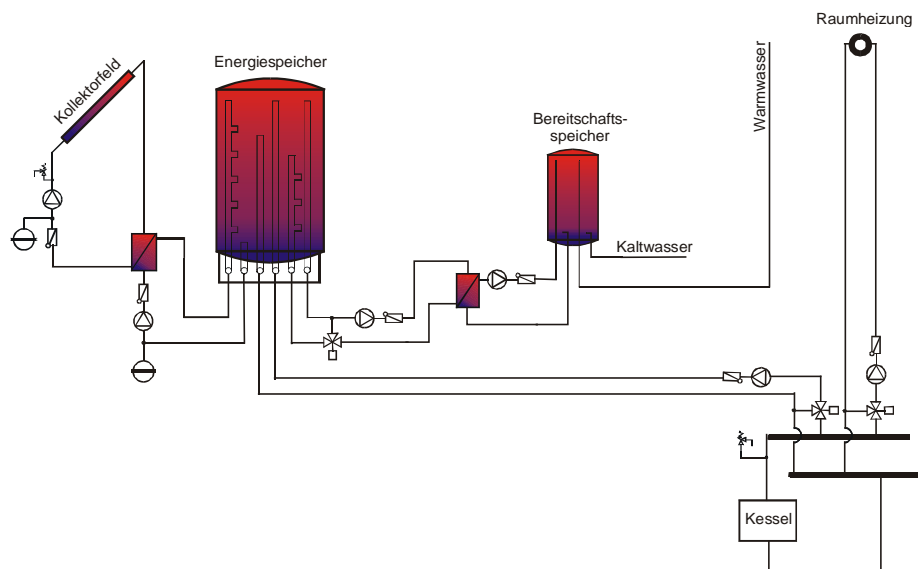 Raumheizung
Energiespeicher
Kollektorfeld
Warmwasser
Bereitschafts-
speicher
Kaltwasser
Kessel